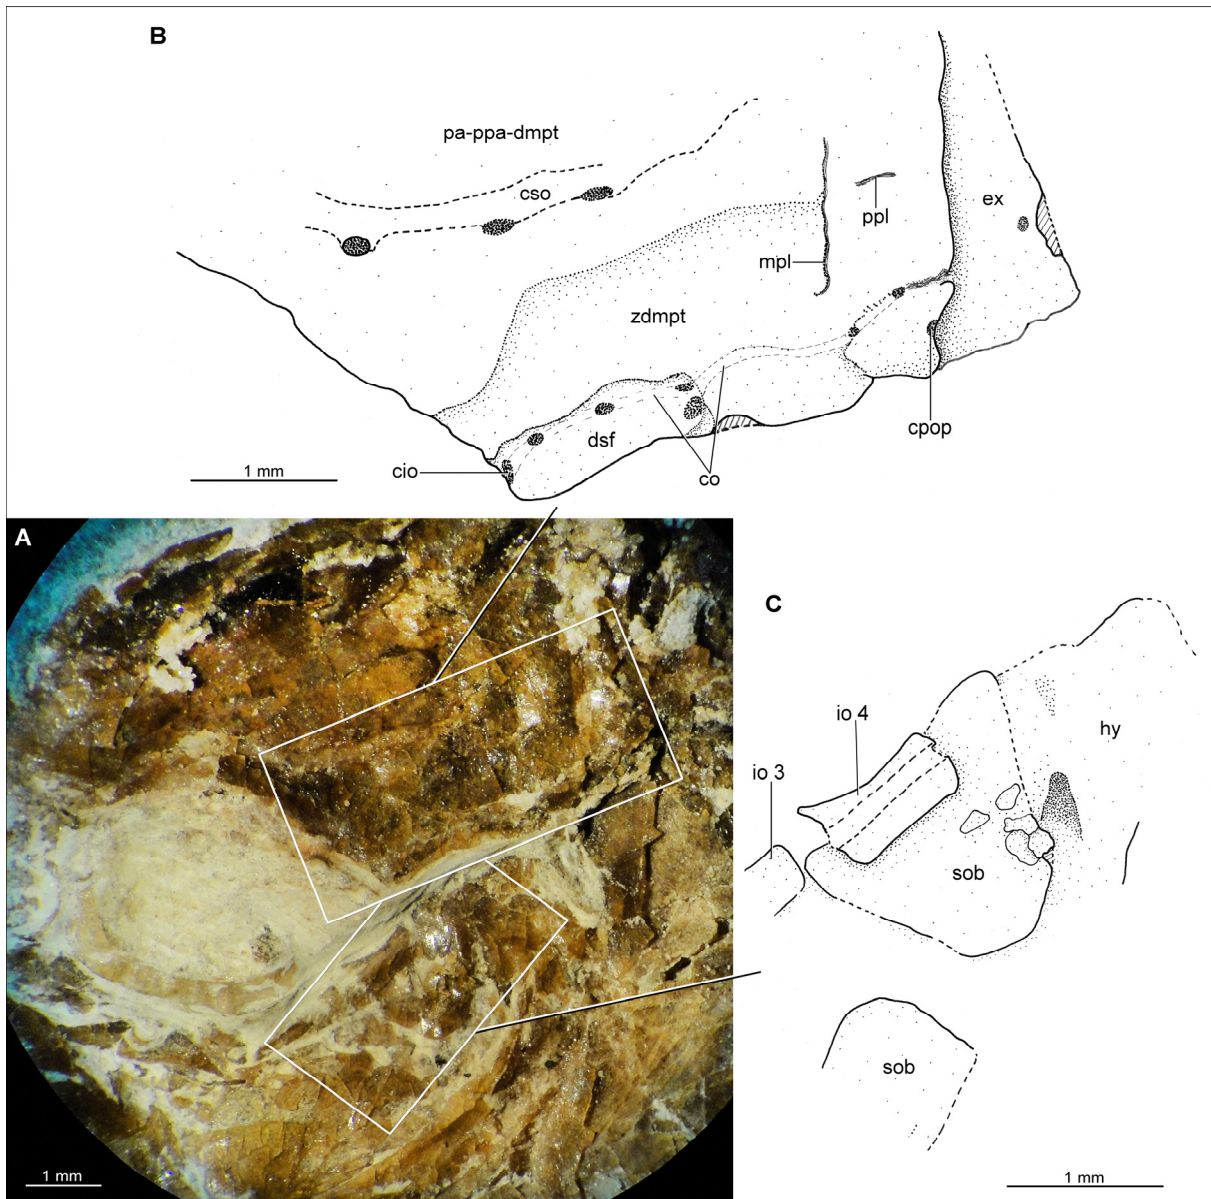 B
pa-ppa-dmpt
cso
ppl
ex
mpl
zdmpt
cpop
dsf
cio
co
1 mm
A
1 mm
C
io 4
hy
io 3
sob
sob
1 mm